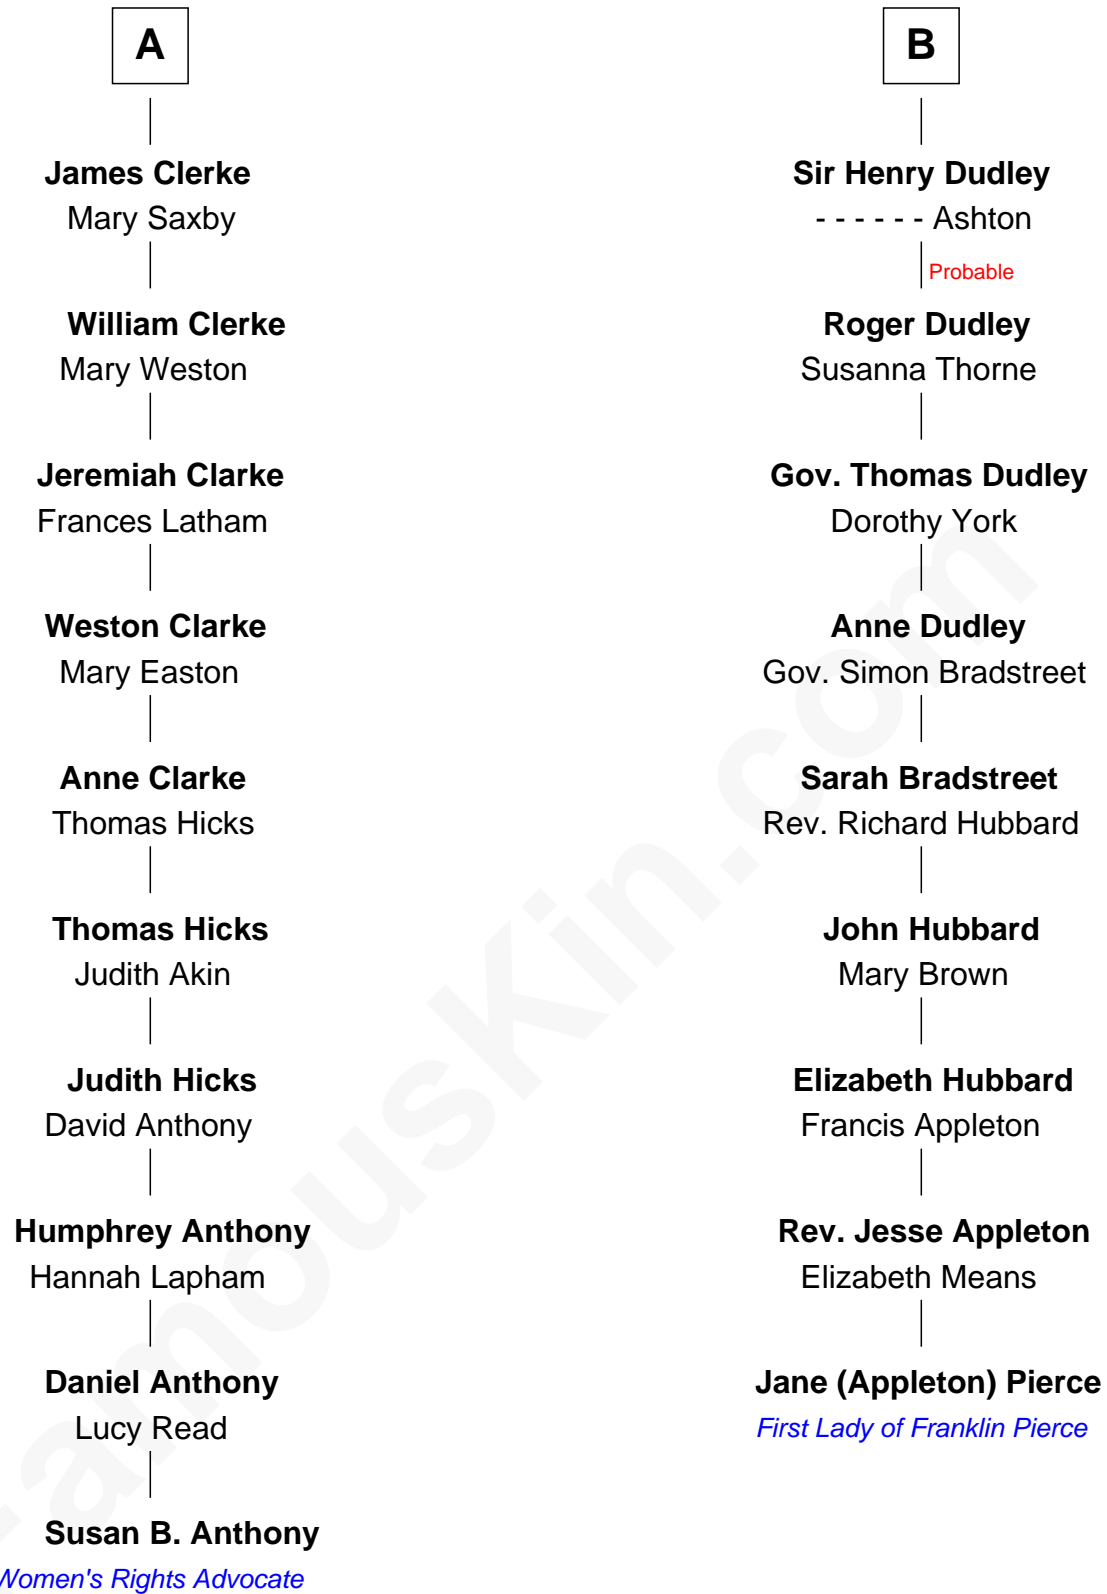 A
James Clerke
Mary Saxby
William Clerke
Mary Weston
Jeremiah Clarke
Frances Latham
Weston Clarke
Mary Easton
Anne Clarke
Thomas Hicks
Thomas Hicks
Judith Akin
Judith Hicks
David Anthony
Humphrey Anthony
Hannah Lapham
Daniel Anthony
Lucy Read
Susan B. Anthony
Women's Rights Advocate
B
Sir Henry Dudley
- - - - - - Ashton
Probable
Roger Dudley
Susanna Thorne
Gov. Thomas Dudley
Dorothy York
Anne Dudley
Gov. Simon Bradstreet
Sarah Bradstreet
Rev. Richard Hubbard
John Hubbard
Mary Brown
Elizabeth Hubbard
Francis Appleton
Rev. Jesse Appleton
Elizabeth Means
Jane (Appleton) Pierce
First Lady of Franklin Pierce
FamousKin.com